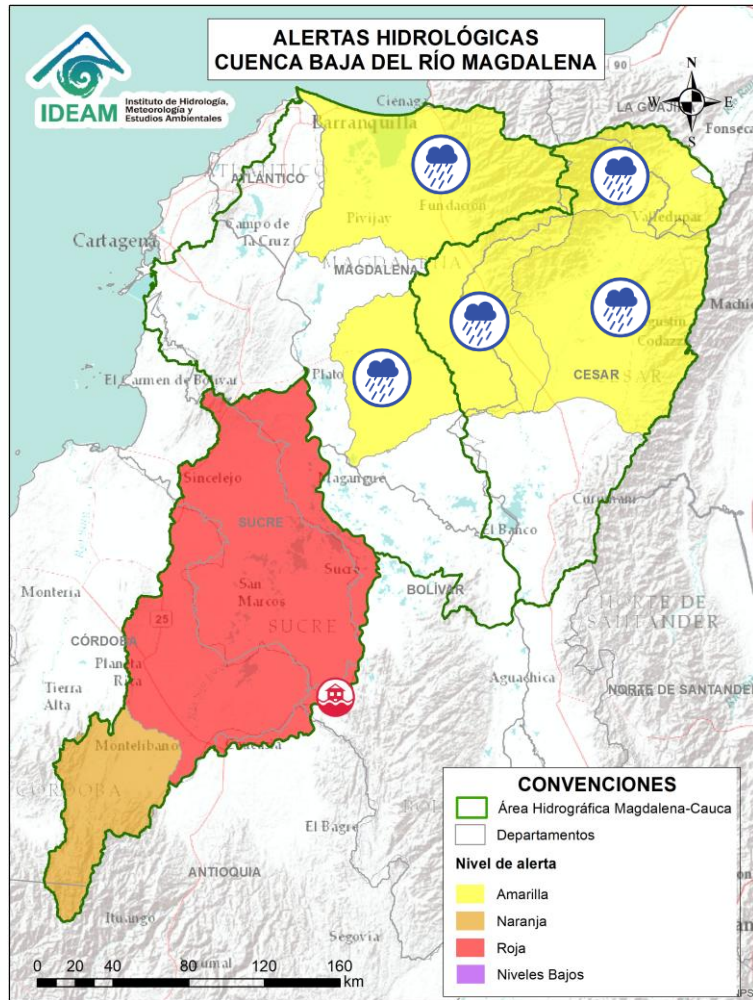 ALERTAS HIDROLÓGICAS
CUENCA BAJA DEL RÍO MAGDALENA
IDEAM
Instituto de Hidrología,
Meteorología y
Estudios Ambientales
N
W
E
S
90
Ciénaga
Barranquilla
LA GUAJI
Fonseca
ATLÁNTICO
Pivijay
Fundación
Valledupar
Campo de
la Cruz
Cartagena
MAGDALENA
Machi
Codazzi
CESAR
El Carmen de Bolívar
Plato
Sincelejo
Magangue
SUCRE
El Banco
San
Marcos
Sucre
BOLÍVAR
Montería
25
SUCRE
NORTE DE
SANTANDER
CÓRDOBA
Planeta
Rica
Tierra
Alta
Aguachica
NORTE DE SANTANDER
Montelíbano
CÓRDOBA
El Bagre
ANTIOQUIA
Ituango
Segovia
0 20 40 80 120 160
km
CONVENCIONES
Área Hidrográfica Magdalena-Cauca
Departamentos
Nivel de alerta
Amarilla
Naranja
Roja
Niveles Bajos